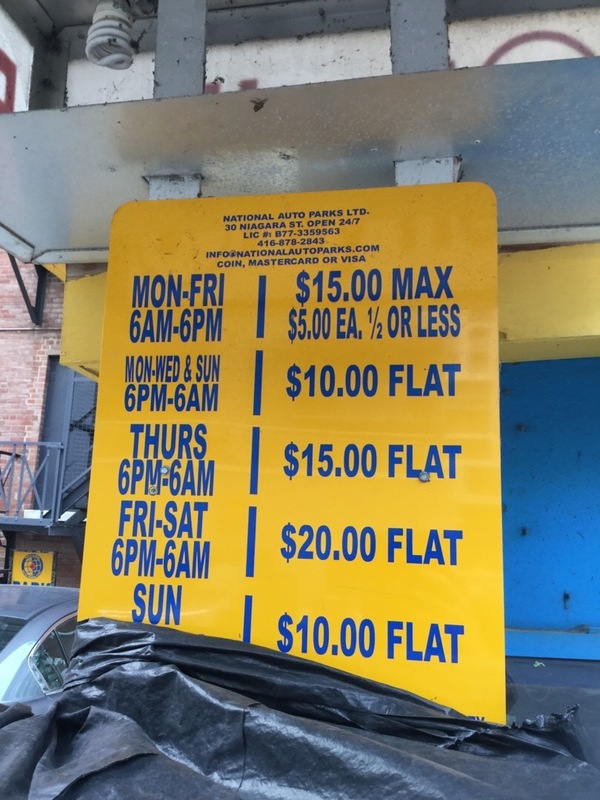 NATIONAL AUTO PARKS LTD.
30 NIAGARA ST. OPEN 24/7
LIC #: B77-3359563
416-878-2843
INFO@NATIONALAUTOPARKS.COM
COIN, MASTERCARD OR VISA
MON-FRI $15.00 MAX
6AM-6PM $5.00 EA. ½ OR LESS
MON-WED & SUN
6PM-6AM $10.00 FLAT
THURS
6PM-6AM $15.00 FLAT
FRI-SAT
6PM-6AM $20.00 FLAT
SUN
$10.00 FLAT